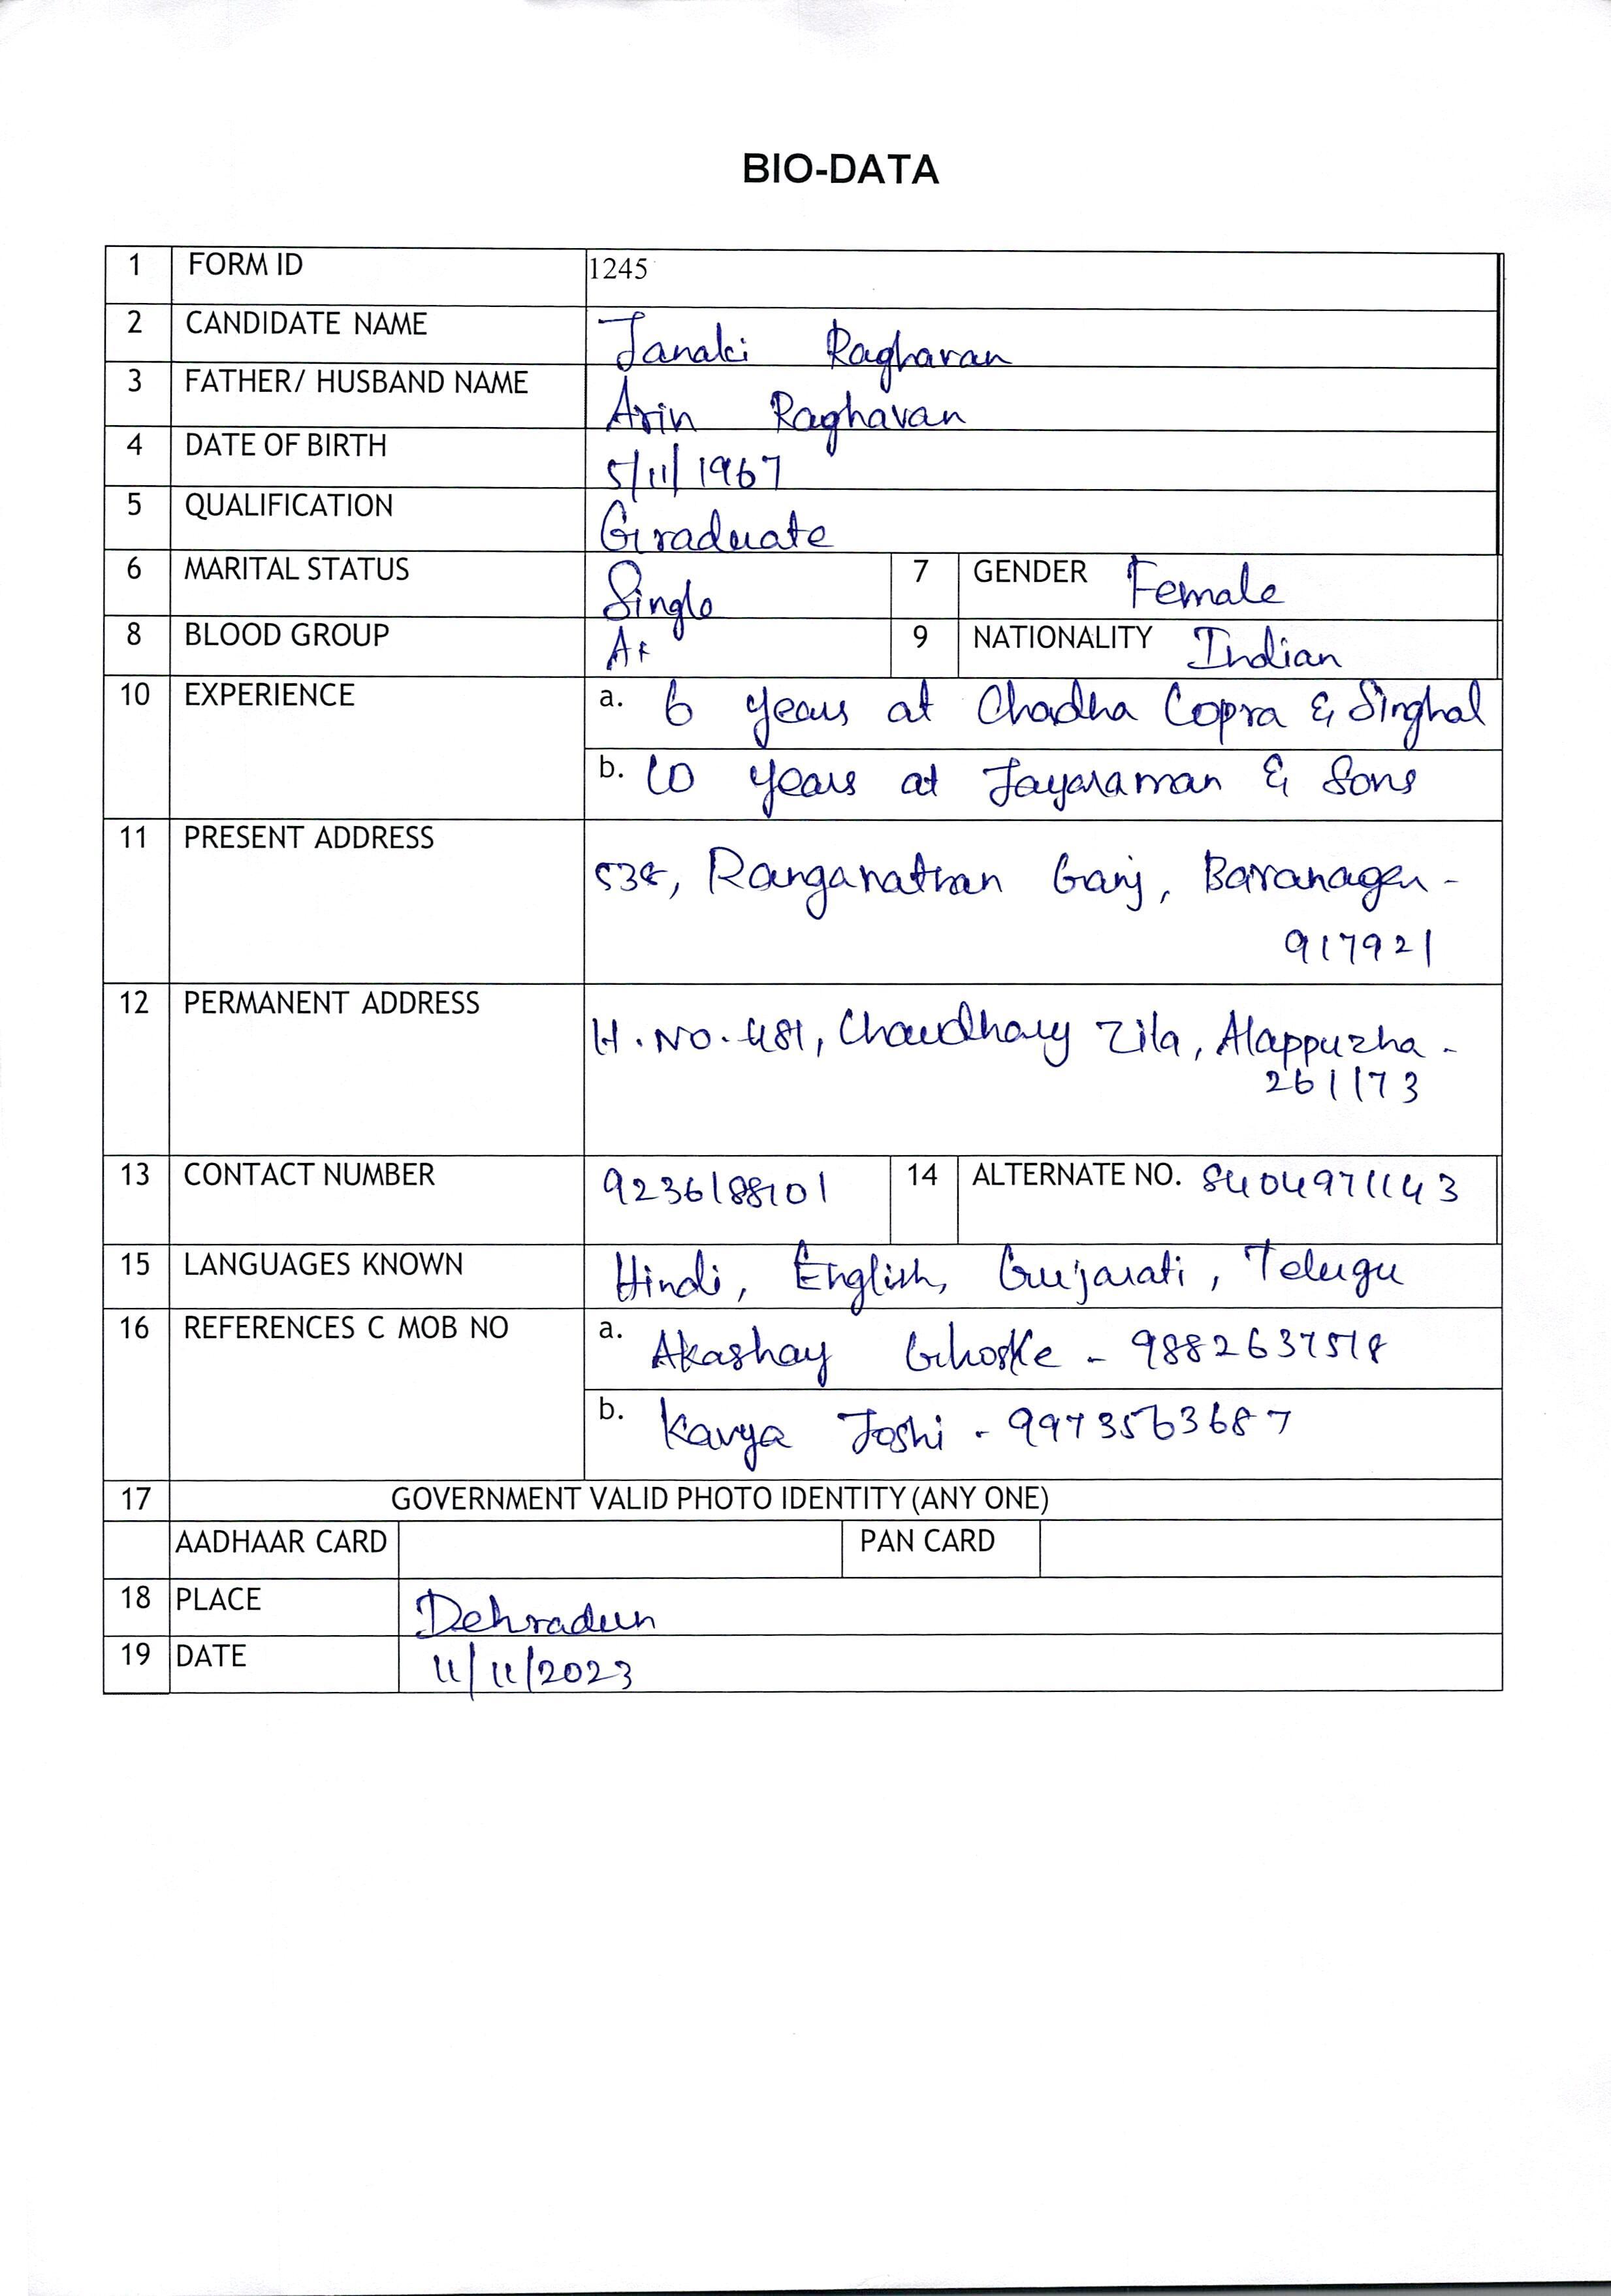 BIO-DATA
1 FORM ID 1245
2 CANDIDATE NAME Janaki Raghavan
3 FATHER/ HUSBAND NAME Arin Raghavan
4 DATE OF BIRTH 5/11/1967
5 QUALIFICATION Graduate
6 MARITAL STATUS Single 7 GENDER Female
8 BLOOD GROUP A+ 9 NATIONALITY Indian
10 EXPERIENCE a. 6 years at Chadha Copra & Singhal
b. 10 years at Jayaraman & Sons
11 PRESENT ADDRESS
538, Ranganathan Ganj, Baranagar -
917921
12 PERMANENT ADDRESS
H.NO. 481, Chaudhary Zila, Alappuzha -
261173
13 CONTACT NUMBER 9236188101 14 ALTERNATE NO. 8404971143
15 LANGUAGES KNOWN Hindi, English, Gujarati, Telugu
16 REFERENCES C MOB NO a. Akashay - 9882637518
b. Kavya Joshi - 9973563687
17 GOVERNMENT VALID PHOTO IDENTITY (ANY ONE)
AADHAAR CARD PAN CARD
18 PLACE Dehradun
19 DATE 11/11/2023